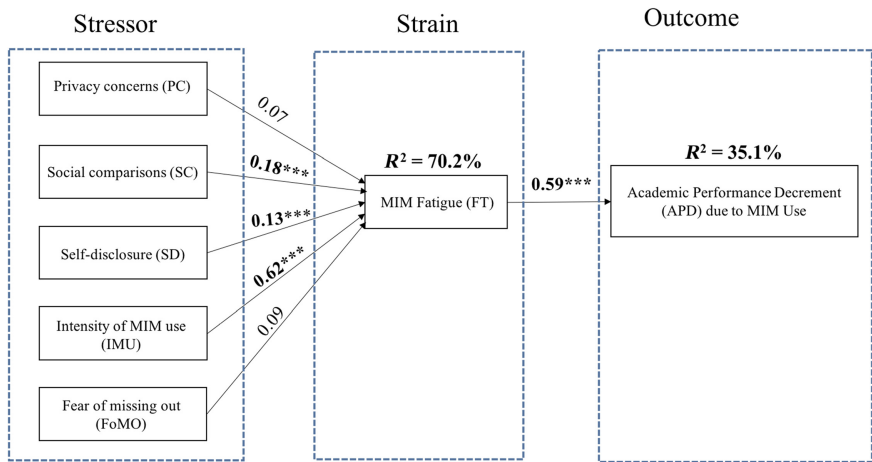 Stressor
Strain
Outcome
Privacy concerns (PC)
Social comparisons (SC)
Self-disclosure (SD)
Intensity of MIM use
(IMU)
Fear of missing out
(FoMO)
0.07
0.18***
0.13***
0.62***
0.09
R² = 70.2%
MIM Fatigue (FT)
0.59***
R² = 35.1%
Academic Performance Decrement
(APD) due to MIM Use